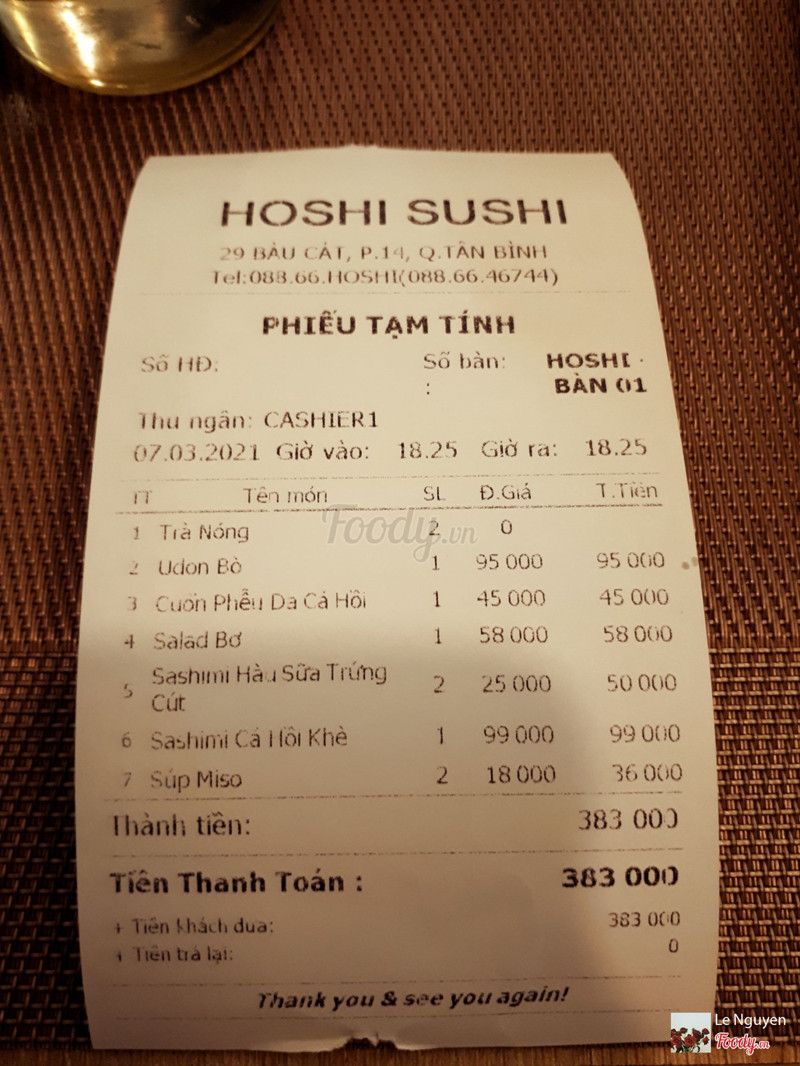 HOSHI SUSHI
29 BÀU CÁT, P.14, Q.TÂN BÌNH
Tel:088.66.HOSHI(088.66.46744)
PHIẾU TẠM TÍNH
Số HĐ: Số bàn: HOSHI -
: BÀN 01
Thu ngân: CASHIER1
07.03.2021 Giờ vào: 18.25 Giờ ra: 18.25
TT Tên món SL Đ.Giá T.Tiền
1 Trà Nóng 2 0
2 Udon Bò 1 95 000 95 000
3 Cuốn Phễu Da Cá Hồi 1 45 000 45 000
4 Salad Bơ 1 58 000 58 000
5 Sashimi Hàu Sữa Trứng 2 25 000 50 000
Cút
6 Sashimi Cá Hồi Khè 1 99 000 99 000
7 Súp Miso 2 18 000 36 000
Thành tiền: 383 000
Tiền Thanh Toán : 383 000
+ Tiền khách đưa: 383 000
+ Tiền trả lại: 0
Thank you & see you again!
Foody.vn
Le Nguyen
Foody.vn